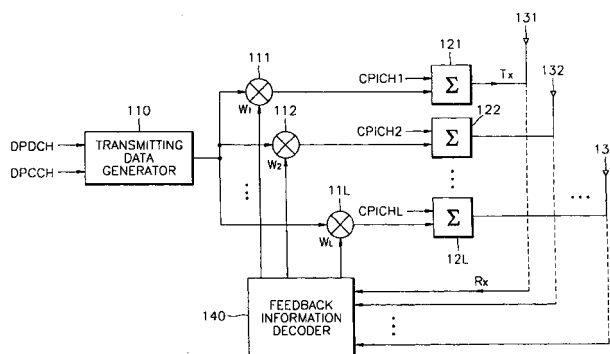 131
111
121
CPICH1
Σ
Tx
132
110
112
W1
122
CPICH2
Σ
DPDCH
TRANSMITTING
DATA
GENERATOR
DPCCH
W2
13
11L
CPICHL
Σ
WL
12L
Rx
140
FEEDBACK
INFORMATION
DECODER